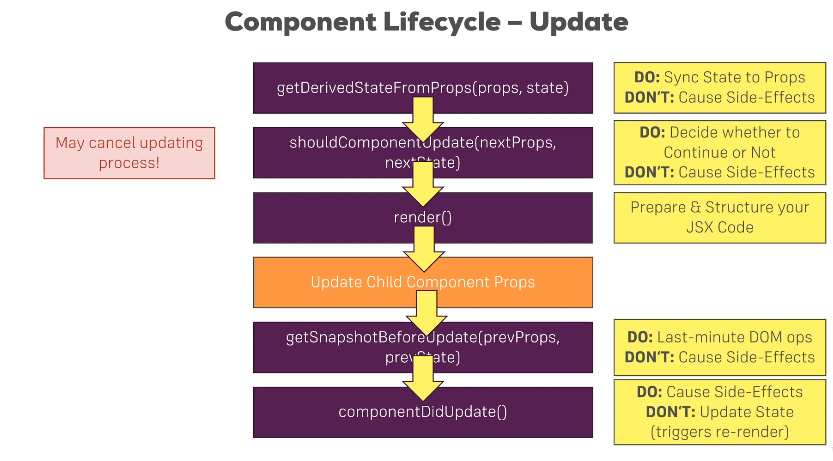 Component Lifecycle – Update
getDerivedStateFromProps(props, state)
DO: Sync State to Props
DON'T: Cause Side-Effects
May cancel updating
process!
shouldComponentUpdate(nextProps,
nextState)
DO: Decide whether to
Continue or Not
DON'T: Cause Side-Effects
render()
Prepare & Structure your
JSX Code
Update Child Component Props
getSnapshotBeforeUpdate(prevProps,
prevState)
DO: Last-minute DOM ops
DON'T: Cause Side-Effects
componentDidUpdate()
DO: Cause Side-Effects
DON'T: Update State
(triggers re-render)